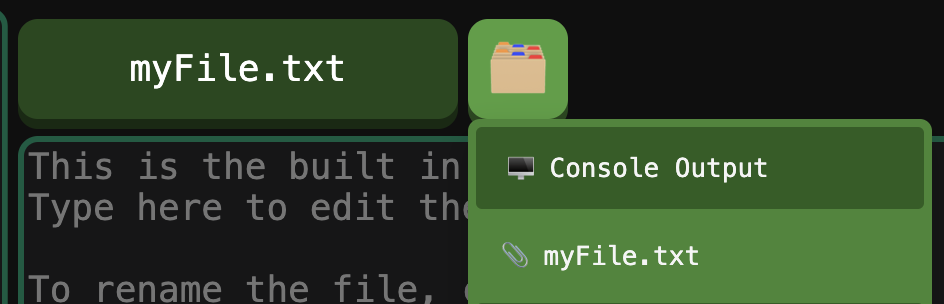 myFile.txt
Console Output
This is the built in
Type here to edit the
myFile.txt
To rename the file,